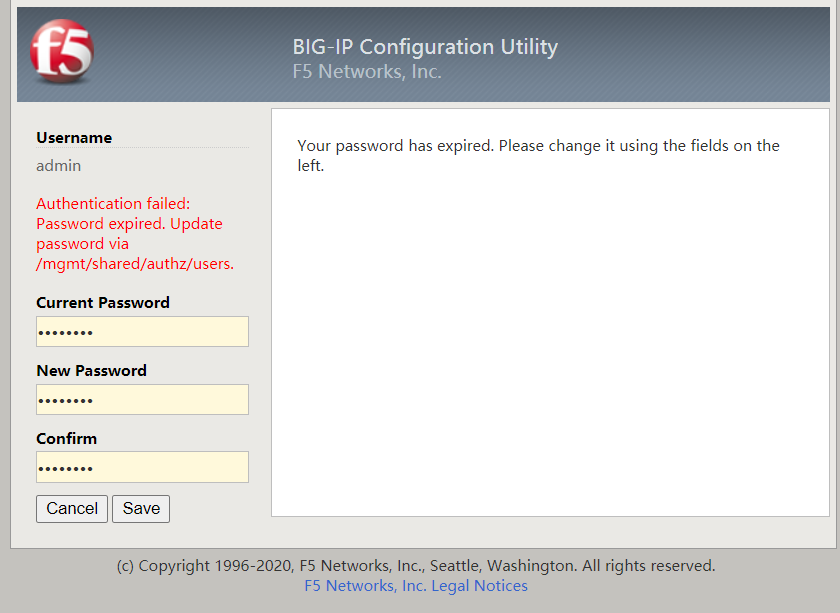 f5
BIG-IP Configuration Utility
F5 Networks, Inc.
Username
admin
Authentication failed:
Password expired. Update
password via
/mgmt/shared/authz/users.
Current Password
••••••••
New Password
••••••••
Confirm
••••••••
Cancel Save
Your password has expired. Please change it using the fields on the
left.
(c) Copyright 1996-2020, F5 Networks, Inc., Seattle, Washington. All rights reserved.
F5 Networks, Inc. Legal Notices